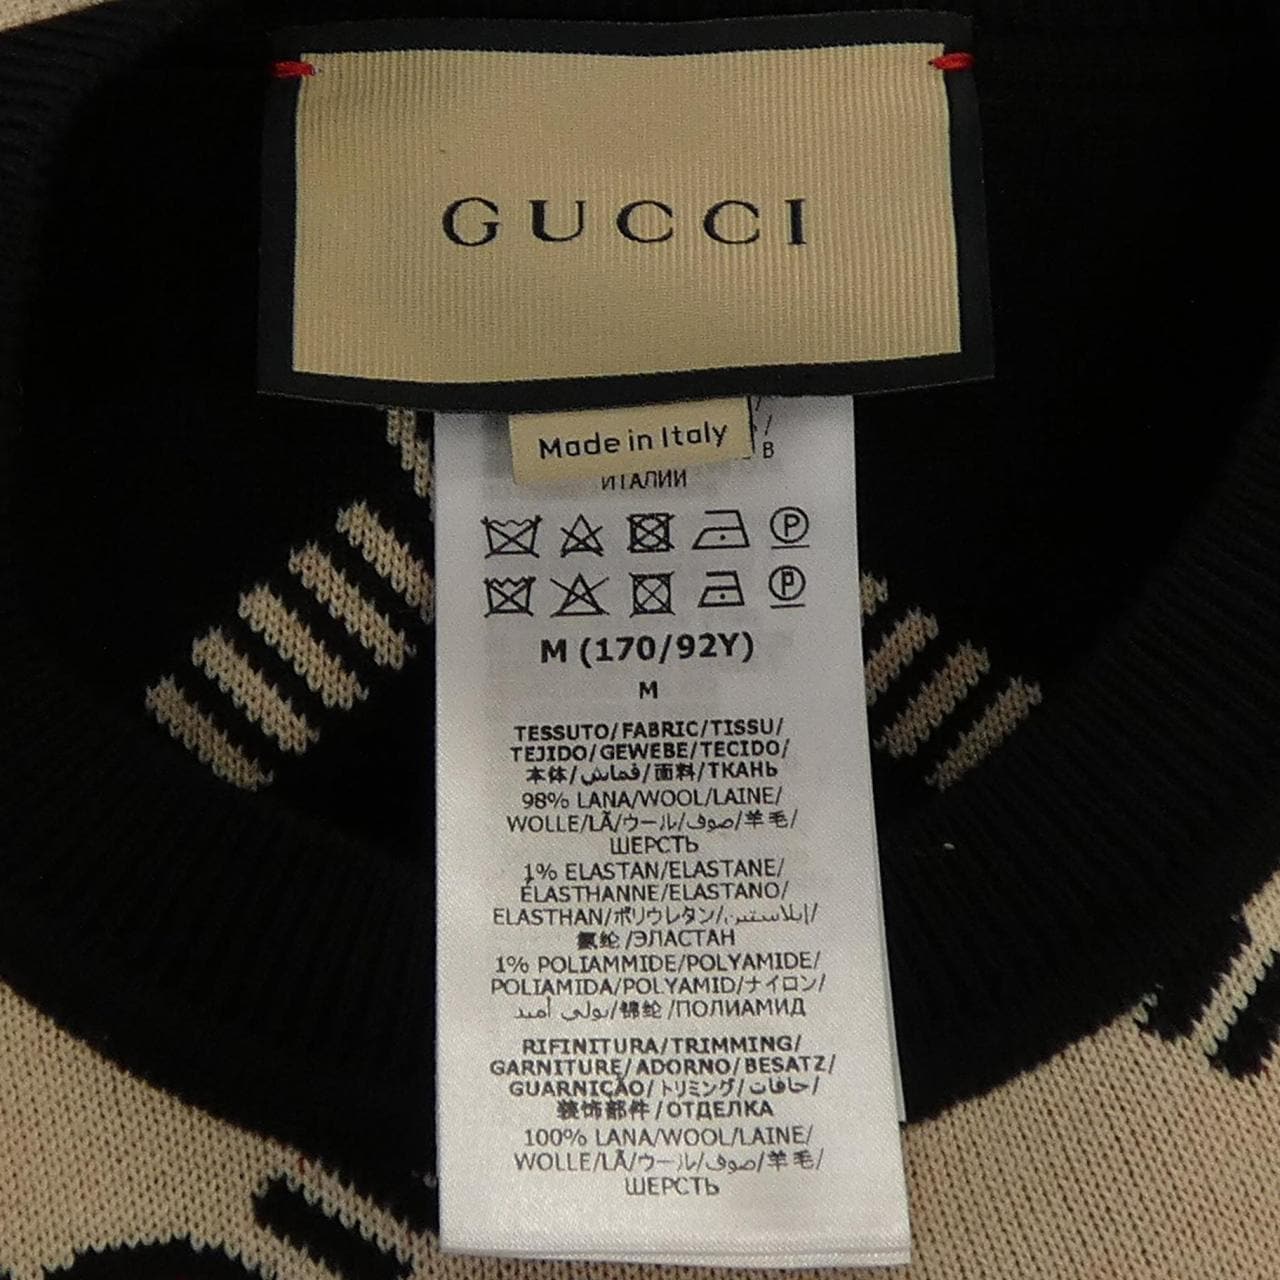 GUCCI
Made in Italy
В
ИТАЛИИ
M (170/92Y)
M
TESSUTO/FABRIC/TISSU/
TEJIDO/GEWEBE/TECIDO/
本体/قماش/面料/ТКАНЬ
98% LANA/WOOL/LAINE/
WOLLE/LÃ/ウール/صوف/羊毛/
ШЕРСТЬ
1% ELASTAN/ELASTANE/
ÉLASTHANNE/ELASTANO/
ELASTHAN/ポリウレタン/إيلاستين/
氨纶/ЭЛАСТАН
1% POLIAMMIDE/POLYAMIDE/
POLIAMIDA/POLYAMID/ナイロン/
بولي أميد/锦纶/ПОЛИАМИД
RIFINITURA/TRIMMING/
GARNITURE/ADORNO/BESATZ/
GUARNIÇÃO/トリミング/حافات/
装饰部件/ОТДЕЛКА
100% LANA/WOOL/LAINE/
WOLLE/LÃ/ウール/صوف/羊毛/
ШЕРСТЬ